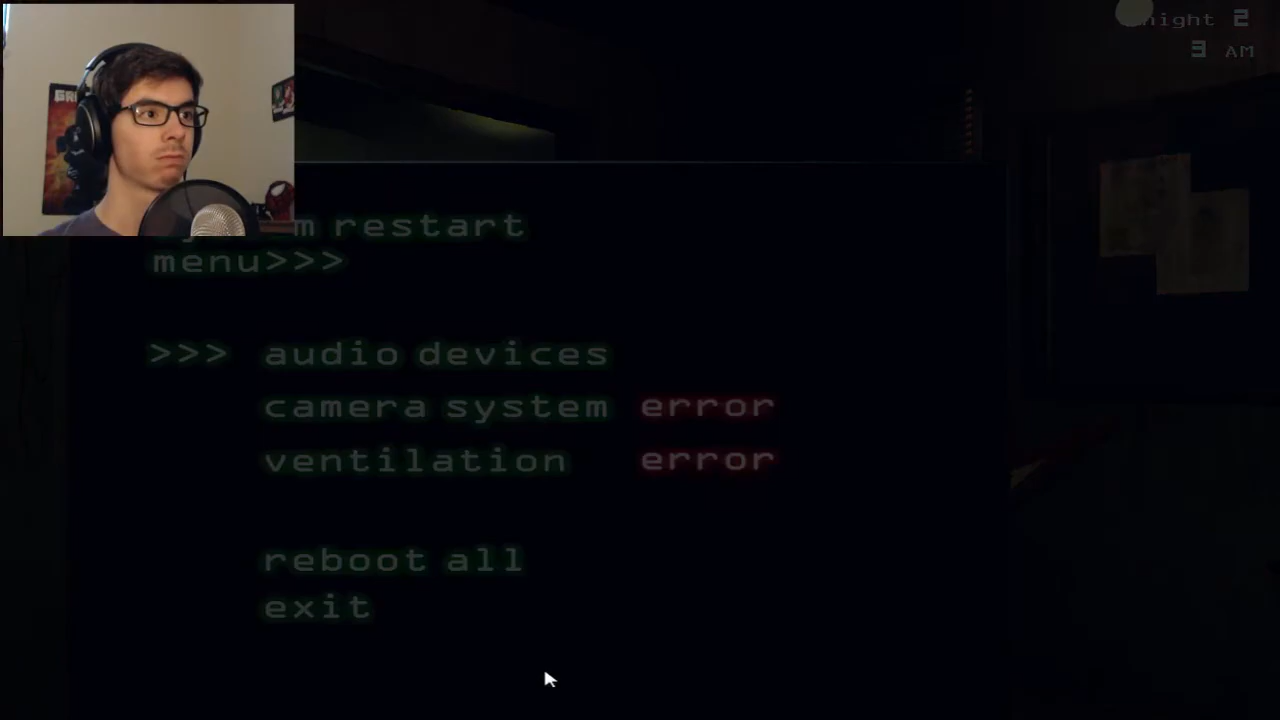 night 2
3 AM
restart
menu>>>
>>> audio devices
camera system error
ventilation error
reboot all
exit